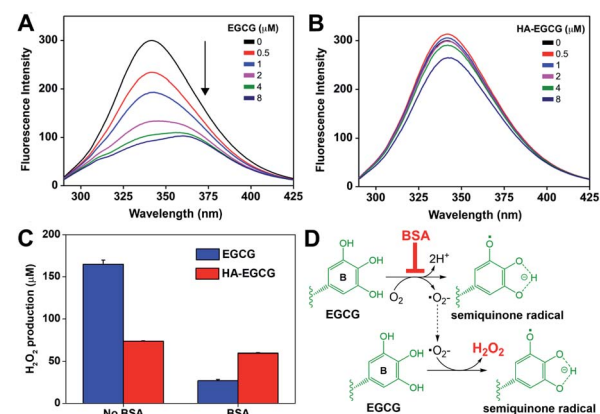 A
EGCG (μM)
0
0.5
1
2
4
8
300
200
100
0
Fluorescence Intensity
300 325 350 375 400 425
Wavelength (nm)
B
HA-EGCG (μM)
0
0.5
1
2
4
8
300
200
100
0
Fluorescence Intensity
300 325 350 375 400 425
Wavelength (nm)
C
EGCG
HA-EGCG
200
150
100
50
0
H2O2 production (μM)
No BSA BSA
D
BSA
OH
OH
OH
B
EGCG
2H+
O2
•O2-
O
O
O
H
semiquinone radical
OH
OH
OH
B
EGCG
•O2-
H2O2
O
O
O
H
semiquinone radical